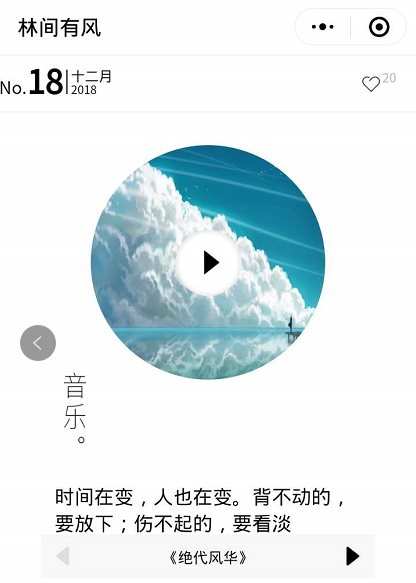 林间有风
No.18 十二月
2018
20
音乐。
时间在变，人也在变。背不动的，
要放下；伤不起的，要看淡
《绝代风华》